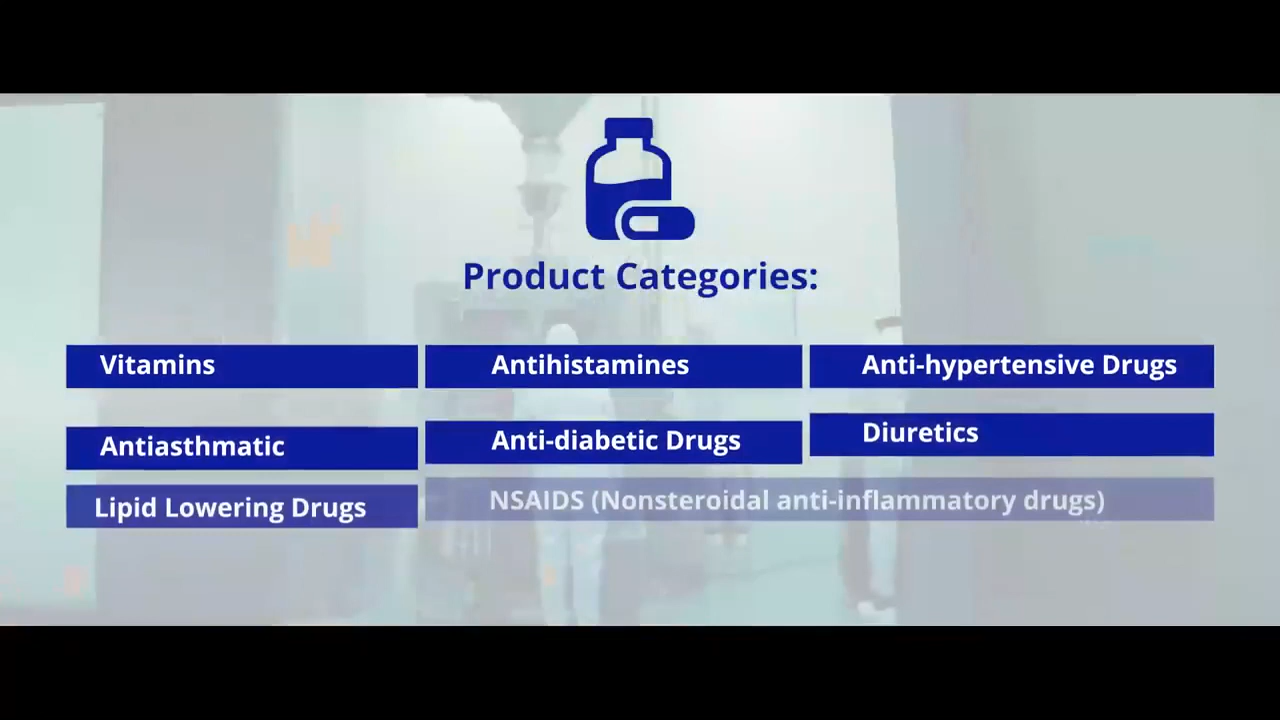 Product Categories:
Vitamins
Antihistamines
Anti-hypertensive Drugs
Antiasthmatic
Anti-diabetic Drugs
Diuretics
Lipid Lowering Drugs
NSAIDS (Nonsteroidal anti-inflammatory drugs)